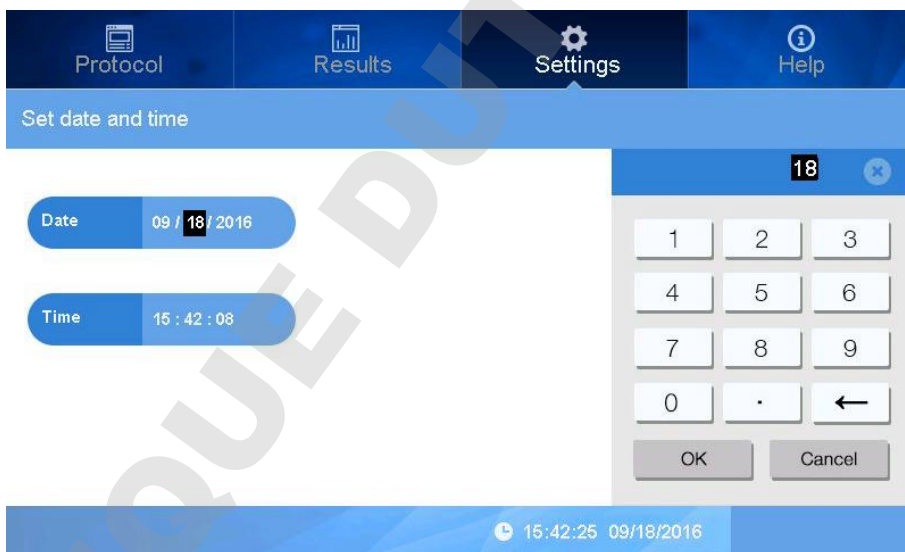 Protocol
Results
Settings
Help
Set date and time
18
Date 09 / 18 / 2016
Time 15 : 42 : 08
1 2 3
4 5 6
7 8 9
0 . ←
OK Cancel
15:42:25 09/18/2016